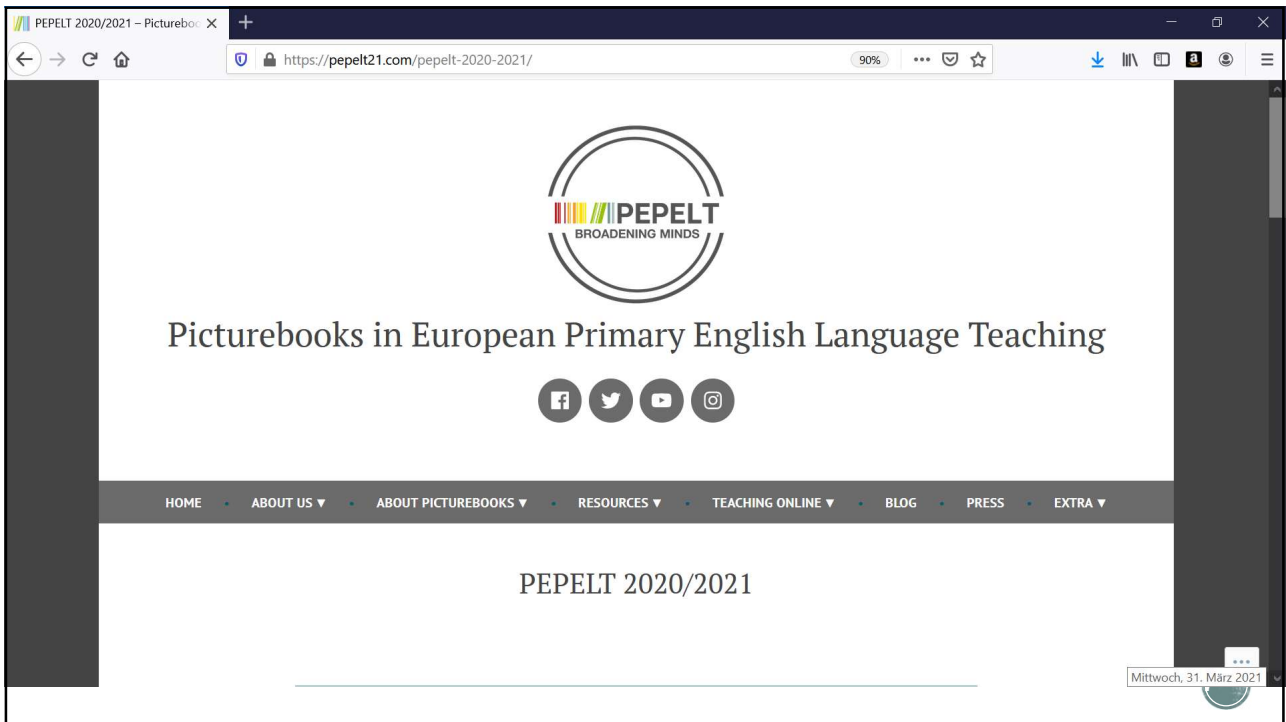 PEPELT 2020/2021 – Pictureboo
https://pepelt21.com/pepelt-2020-2021/
90%
PEPELT
BROADENING MINDS
Picturebooks in European Primary English Language Teaching
HOME • ABOUT US ▼ • ABOUT PICTUREBOOKS ▼ • RESOURCES ▼ • TEACHING ONLINE ▼ • BLOG • PRESS • EXTRA ▼
PEPELT 2020/2021
Mittwoch, 31. März 2021